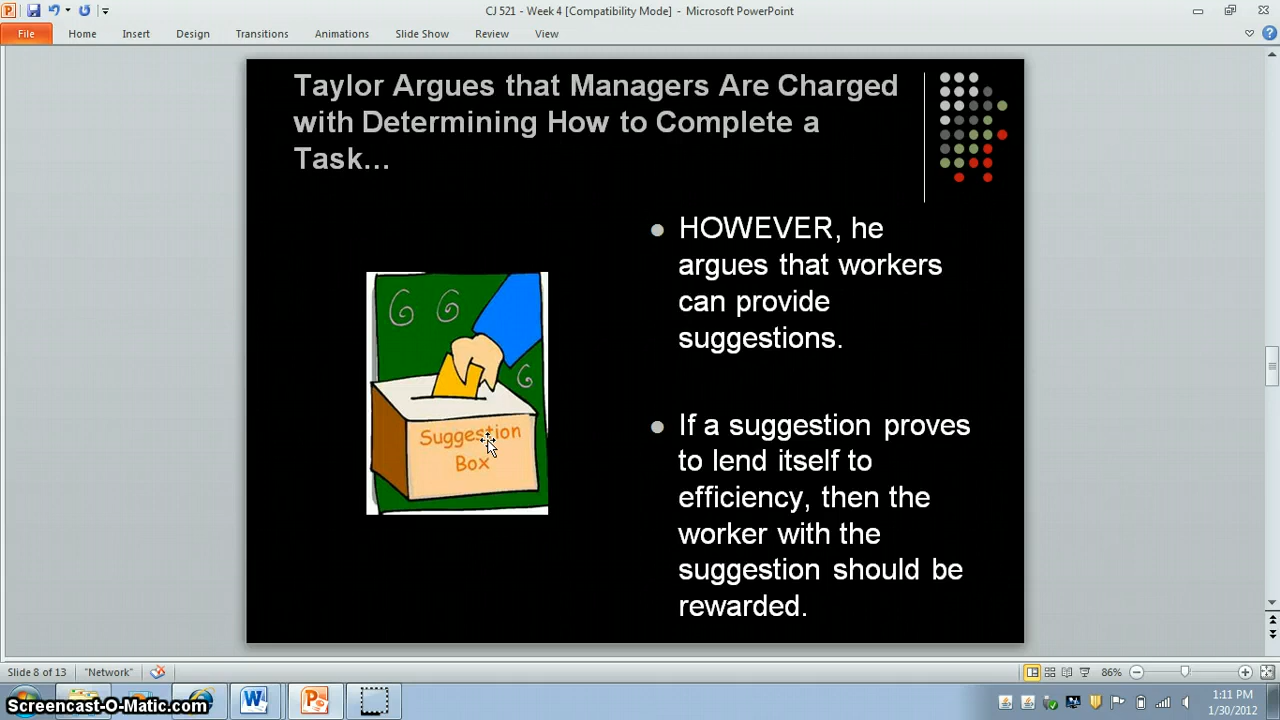 CJ 521 - Week 4 [Compatibility Mode] - Microsoft PowerPoint
File Home Insert Design Transitions Animations Slide Show Review View
Taylor Argues that Managers Are Charged
with Determining How to Complete a
Task…
HOWEVER, he
argues that workers
can provide
suggestions.
If a suggestion proves
to lend itself to
efficiency, then the
worker with the
suggestion should be
rewarded.
Suggestion
Box
Slide 8 of 13 "Network" 86%
Screencast-O-Matic.com
1:11 PM
1/30/2012